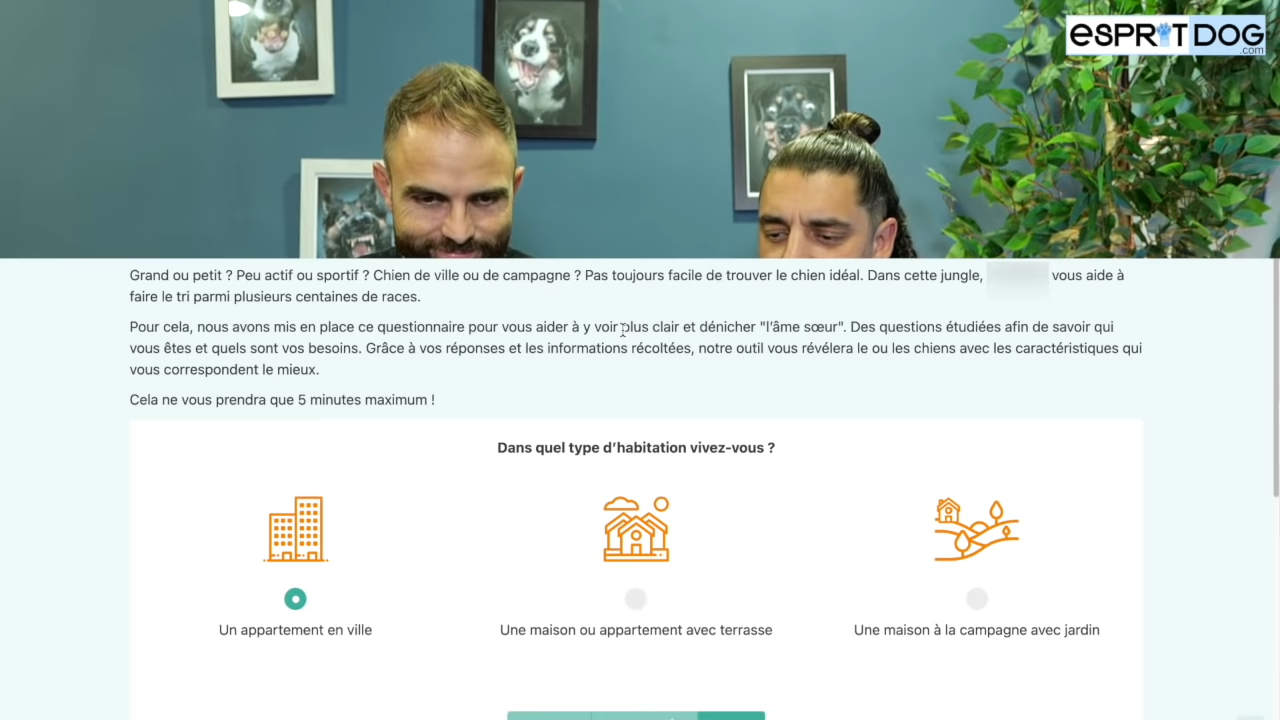 ESPRITDOG
.com
Grand ou petit ? Peu actif ou sportif ? Chien de ville ou de campagne ? Pas toujours facile de trouver le chien idéal. Dans cette jungle, vous aide à
faire le tri parmi plusieurs centaines de races.
Pour cela, nous avons mis en place ce questionnaire pour vous aider à y voir plus clair et dénicher "l'âme sœur". Des questions étudiées afin de savoir qui
vous êtes et quels sont vos besoins. Grâce à vos réponses et les informations récoltées, notre outil vous révélera le ou les chiens avec les caractéristiques qui
vous correspondent le mieux.
Cela ne vous prendra que 5 minutes maximum !
Dans quel type d'habitation vivez-vous ?
Un appartement en ville
Une maison ou appartement avec terrasse
Une maison à la campagne avec jardin